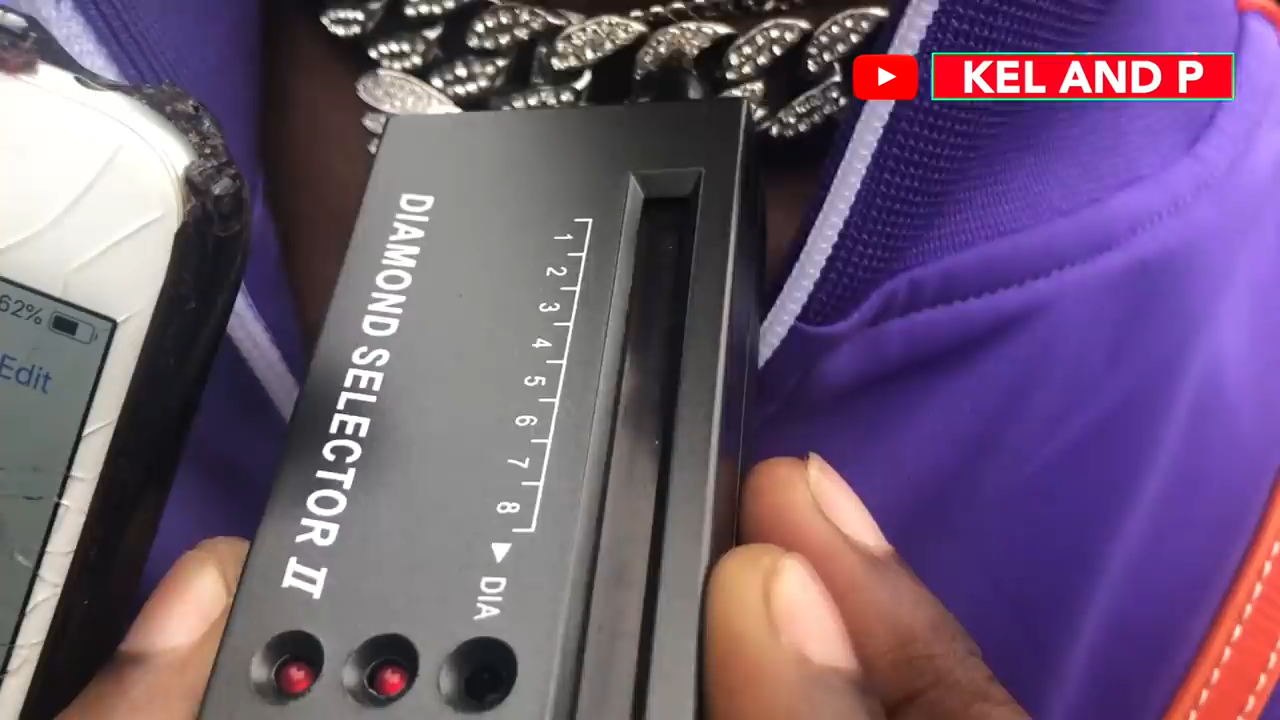 KEL AND P
62%
Edit
DIAMOND SELECTOR II
1 2 3 4 5 6 7 8 ▶ DIA